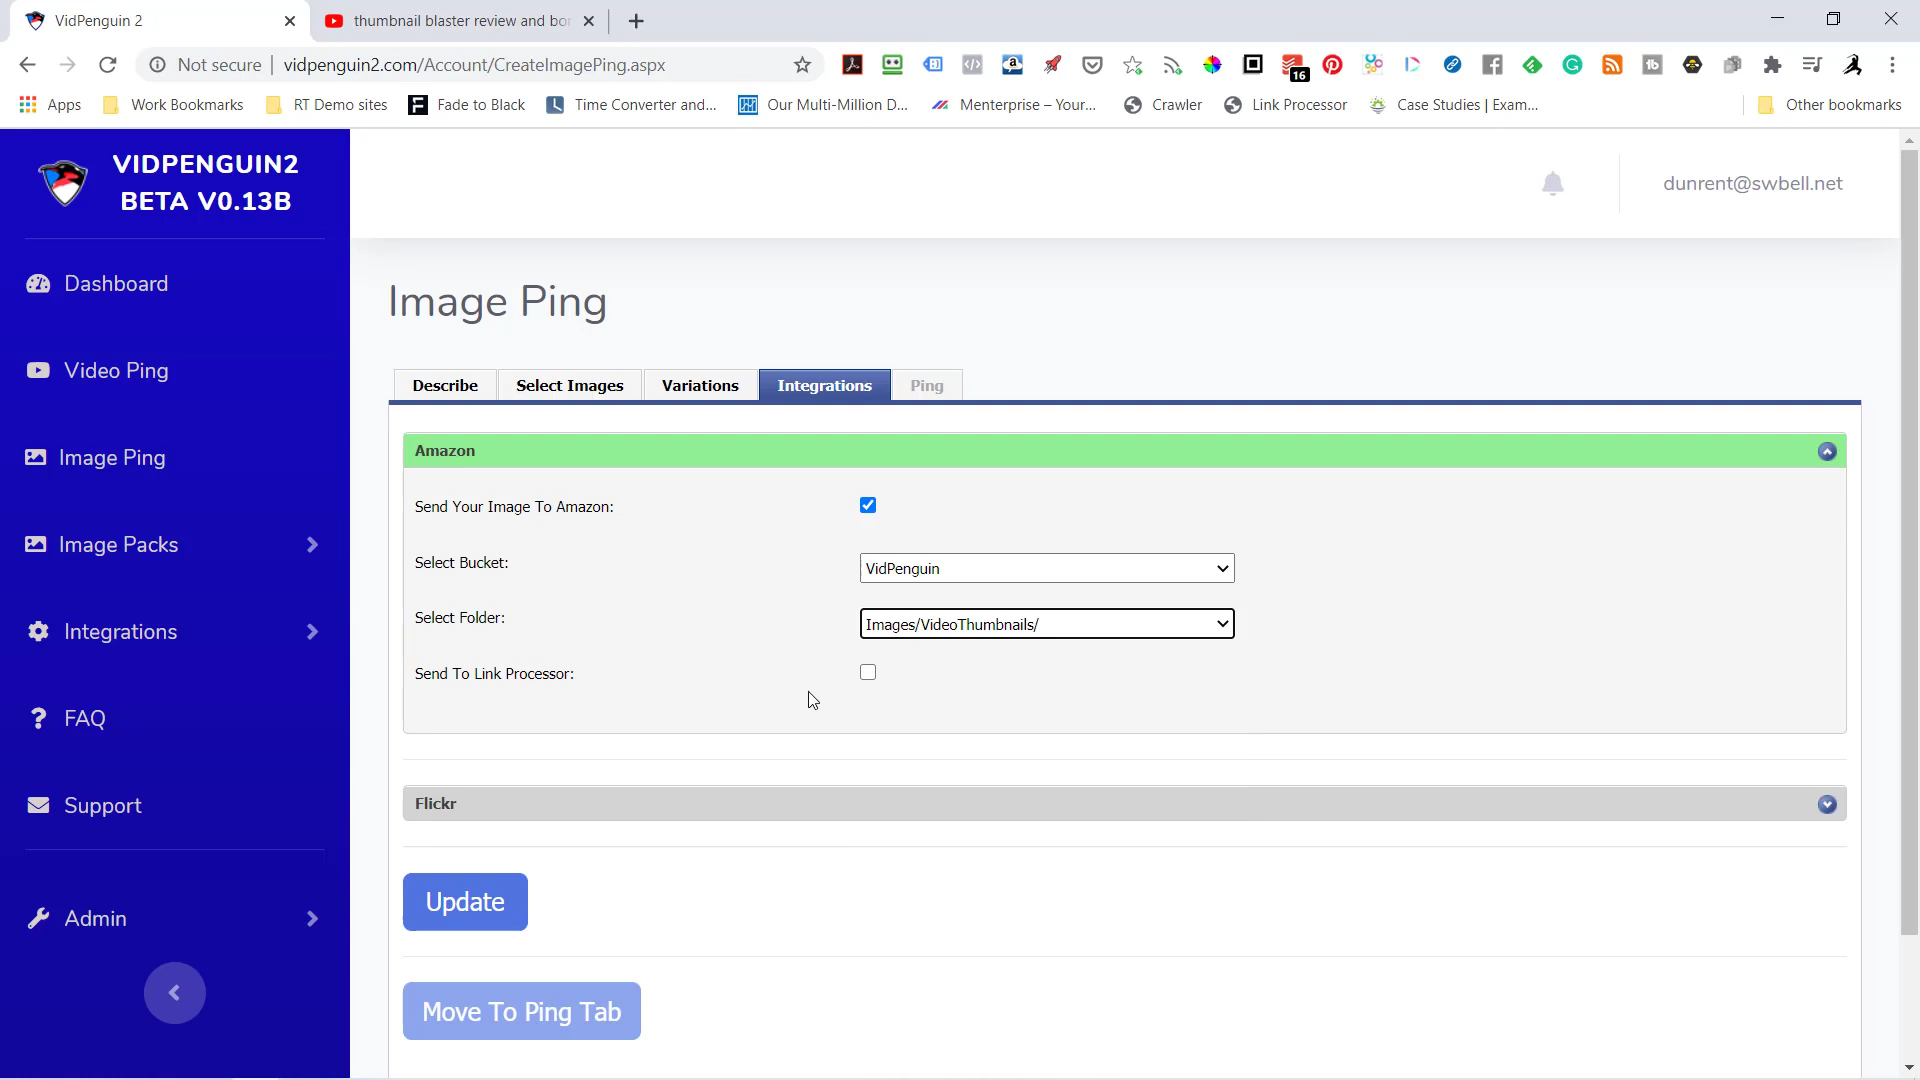 VidPenguin 2
thumbnail blaster review and bo
Not secure
vidpenguin2.com/Account/CreateImagePing.aspx
16
Apps
Work Bookmarks
RT Demo sites
Fade to Black
Time Converter and...
Our Multi-Million D...
Menterprise – Your...
Crawler
Link Processor
Case Studies | Exam...
Other bookmarks
VIDPENGUIN2
BETA V0.13B
dunrent@swbell.net
Dashboard
Video Ping
Image Ping
Image Packs
Integrations
FAQ
Support
Admin
Image Ping
Describe
Select Images
Variations
Integrations
Ping
Amazon
Send Your Image To Amazon:
Select Bucket:
VidPenguin
Select Folder:
Images/VideoThumbnails/
Send To Link Processor:
Flickr
Update
Move To Ping Tab